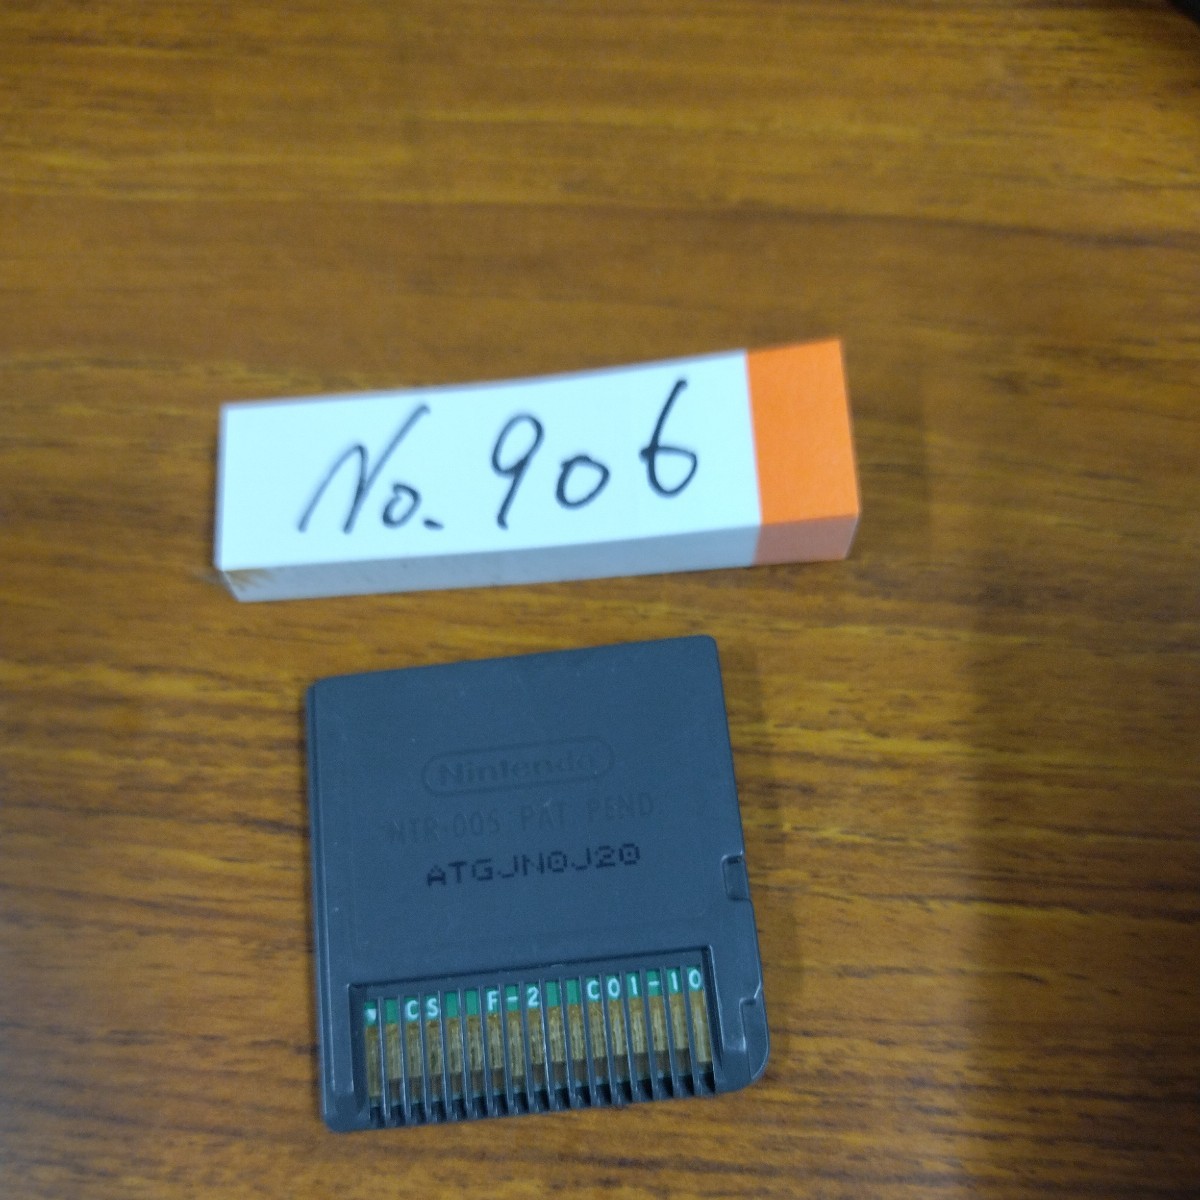 No. 906
Nintendo
NTR-005 PAT PEND
ATGJN0J20
CS F-2 C01-10